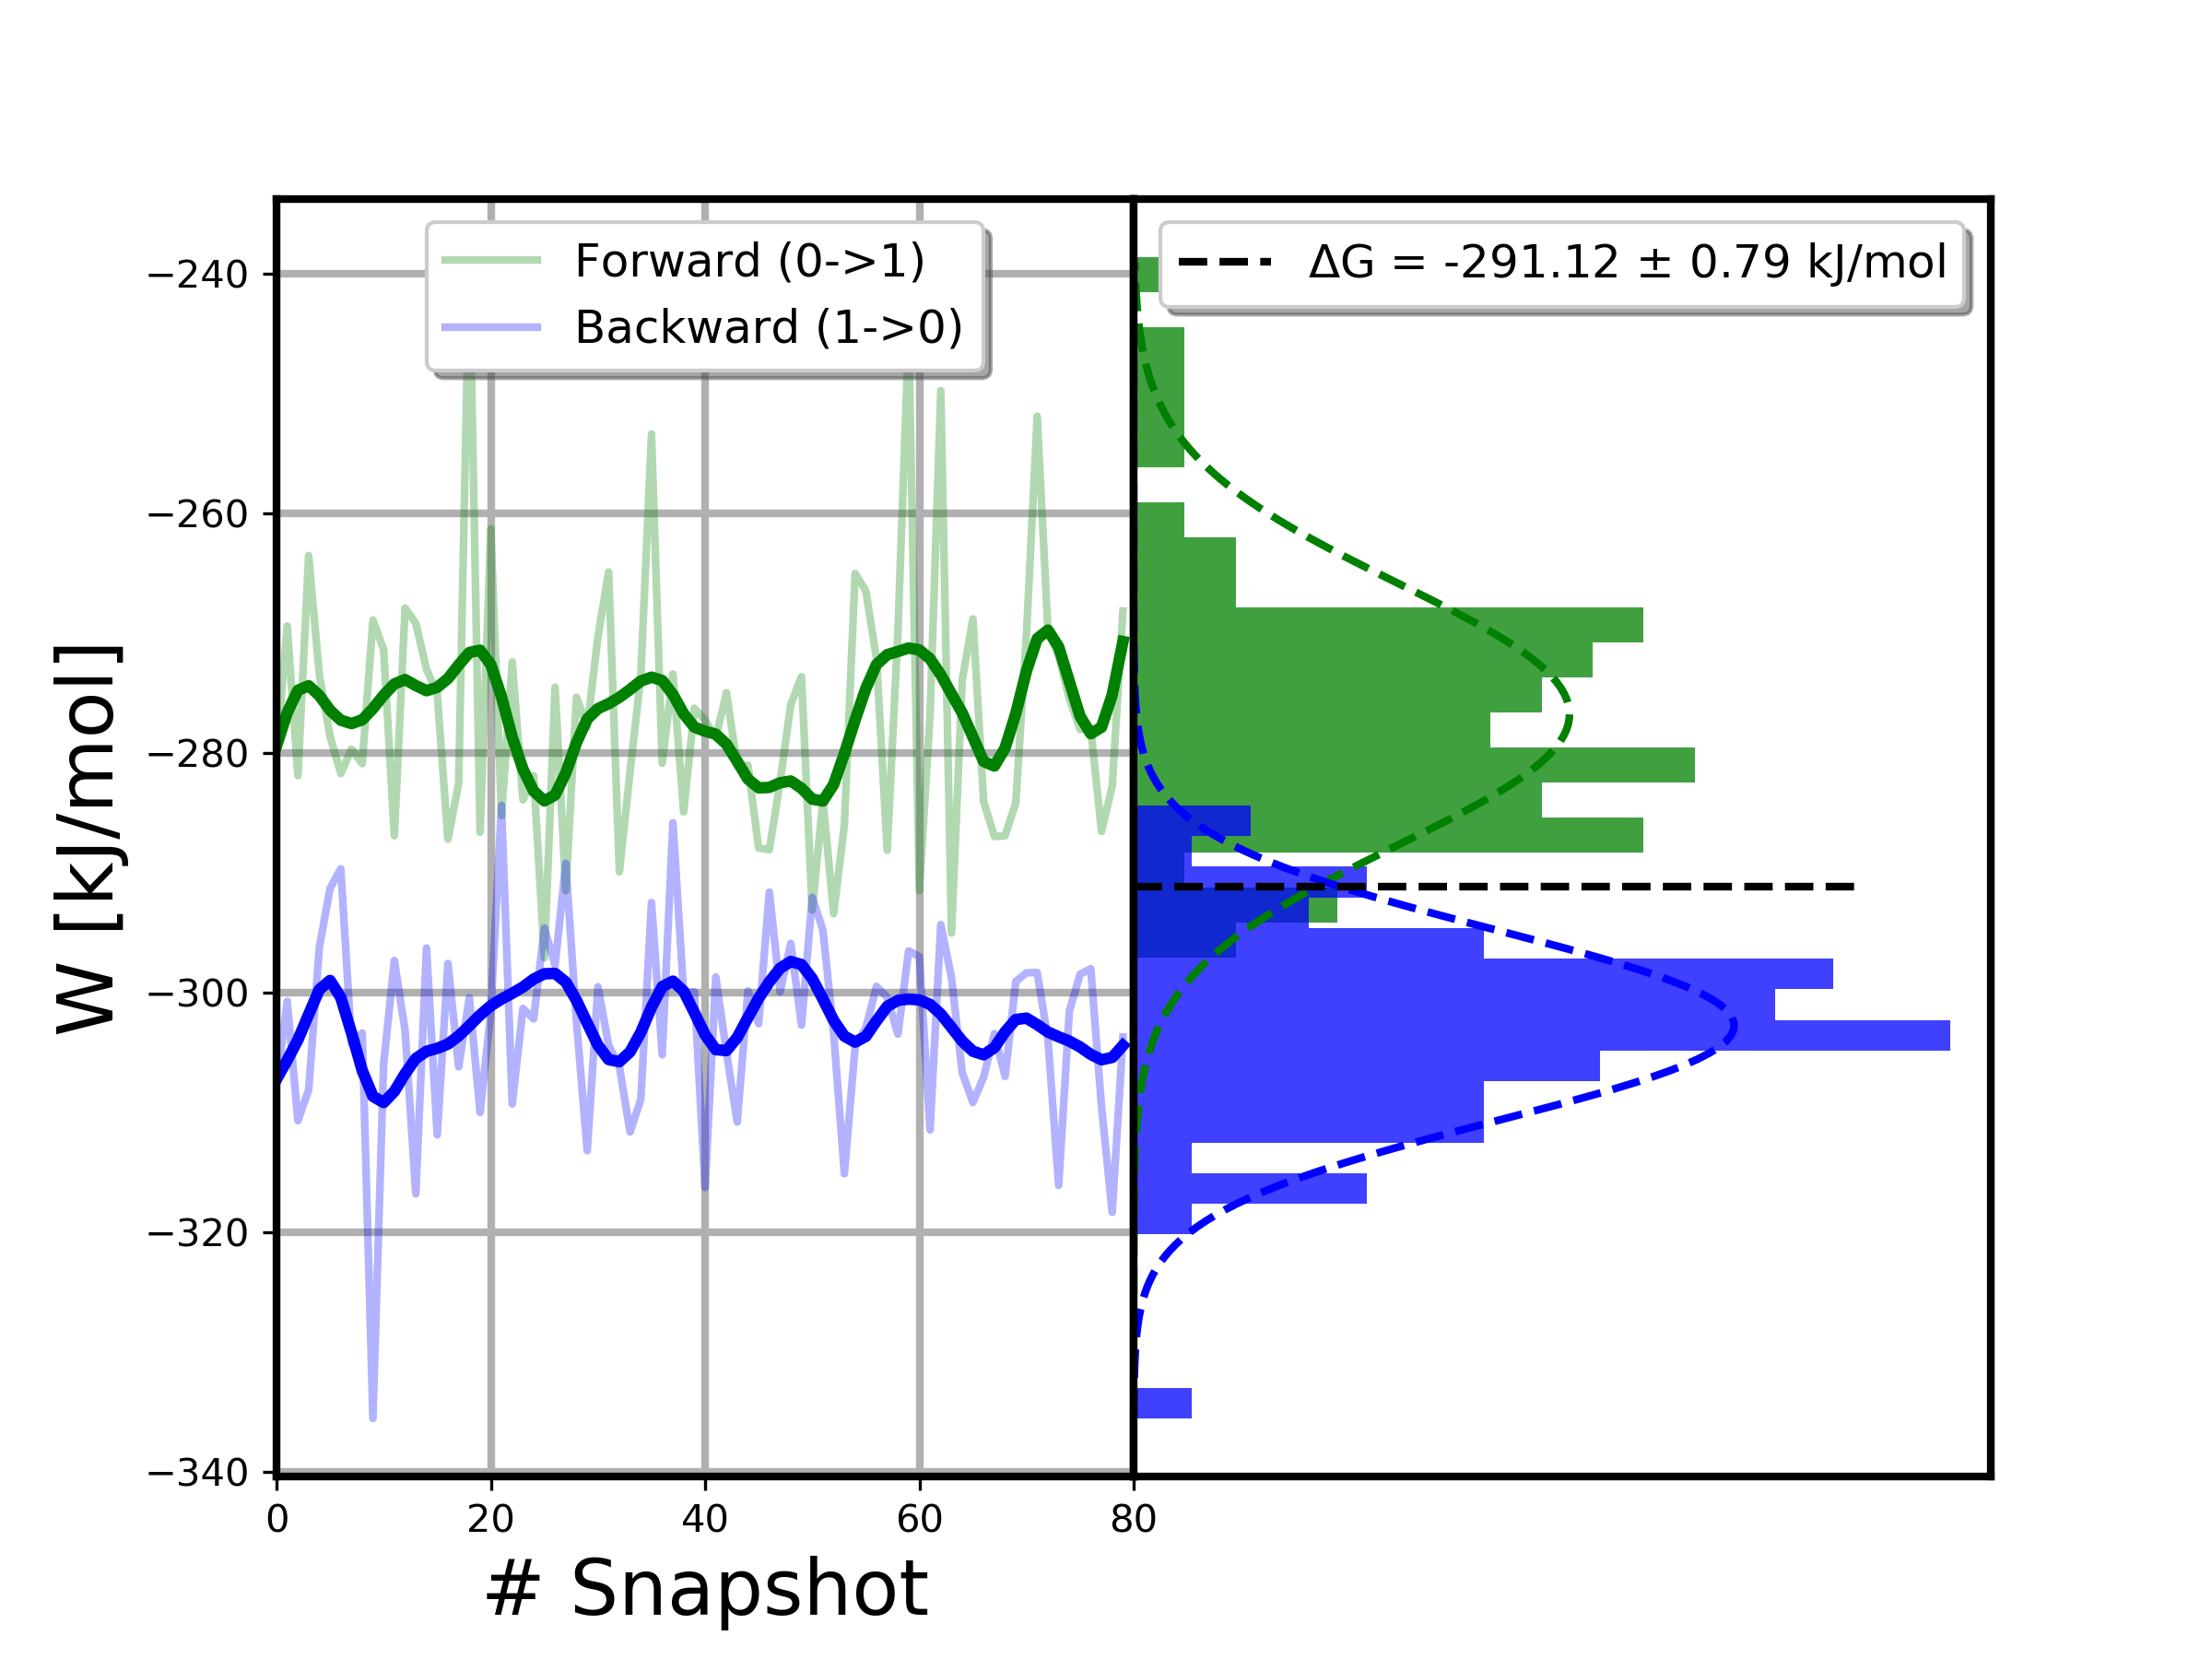 Forward (0->1)
Backward (1->0)
ΔG = -291.12 ± 0.79 kJ/mol
W [kJ/mol]
−240
−260
−280
−300
−320
−340
0 20 40 60 80
# Snapshot